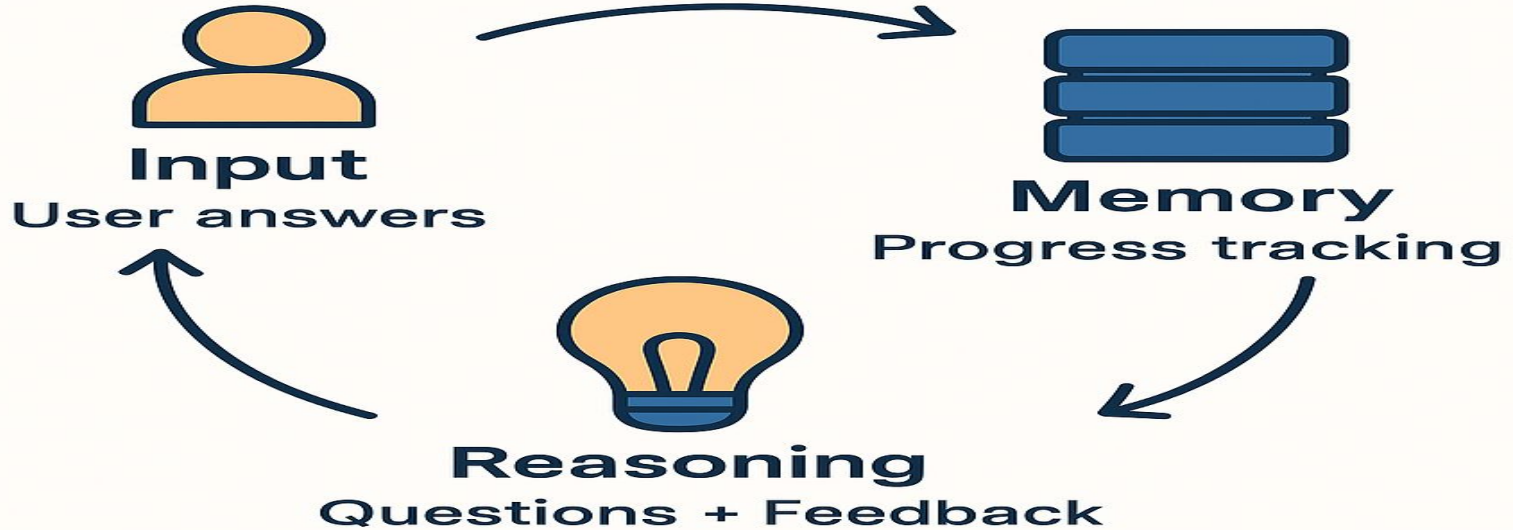 Input
User answers
Memory
Progress tracking
Reasoning
Questions + Feedback